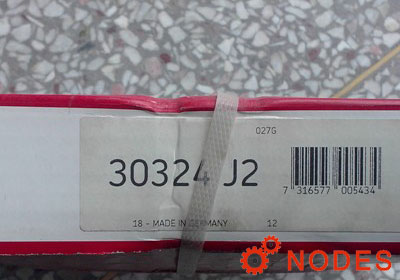 027G
30324 J2
7 316577 005434
18 - MADE IN GERMANY 12
NODES